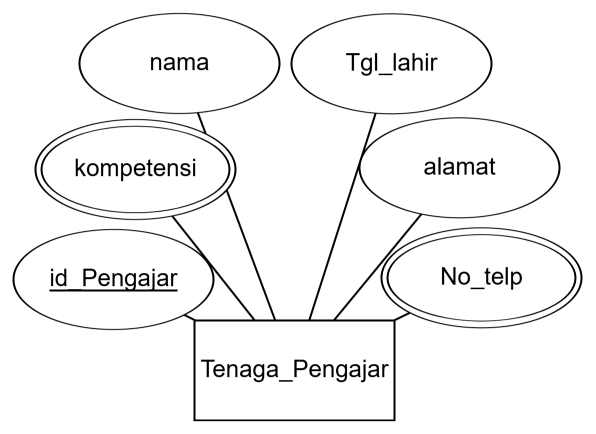 nama
Tgl_lahir
kompetensi
alamat
id_Pengajar
No_telp
Tenaga_Pengajar